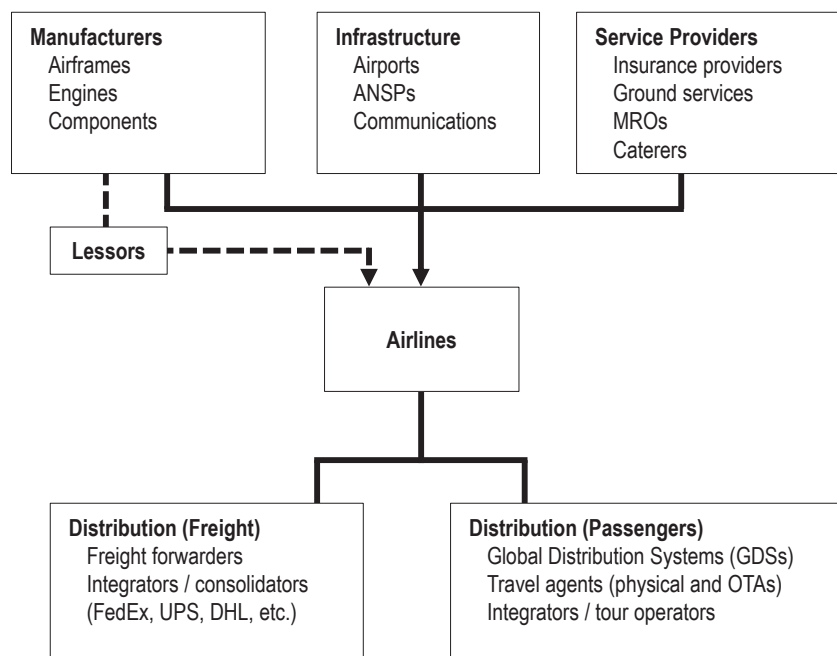 Manufacturers
Airframes
Engines
Components
Infrastructure
Airports
ANSPs
Communications
Service Providers
Insurance providers
Ground services
MROs
Caterers
Lessors
Airlines
Distribution (Freight)
Freight forwarders
Integrators / consolidators
(FedEx, UPS, DHL, etc.)
Distribution (Passengers)
Global Distribution Systems (GDSs)
Travel agents (physical and OTAs)
Integrators / tour operators